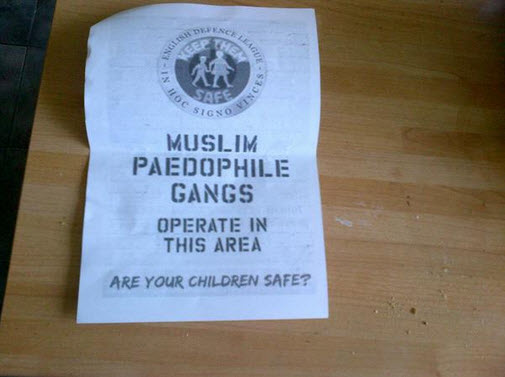 ENGLISH DEFENCE LEAGUE
KEEP THEM
SAFE
IN HOC SIGNO VINCES
MUSLIM
PAEDOPHILE
GANGS
OPERATE IN
THIS AREA
ARE YOUR CHILDREN SAFE?